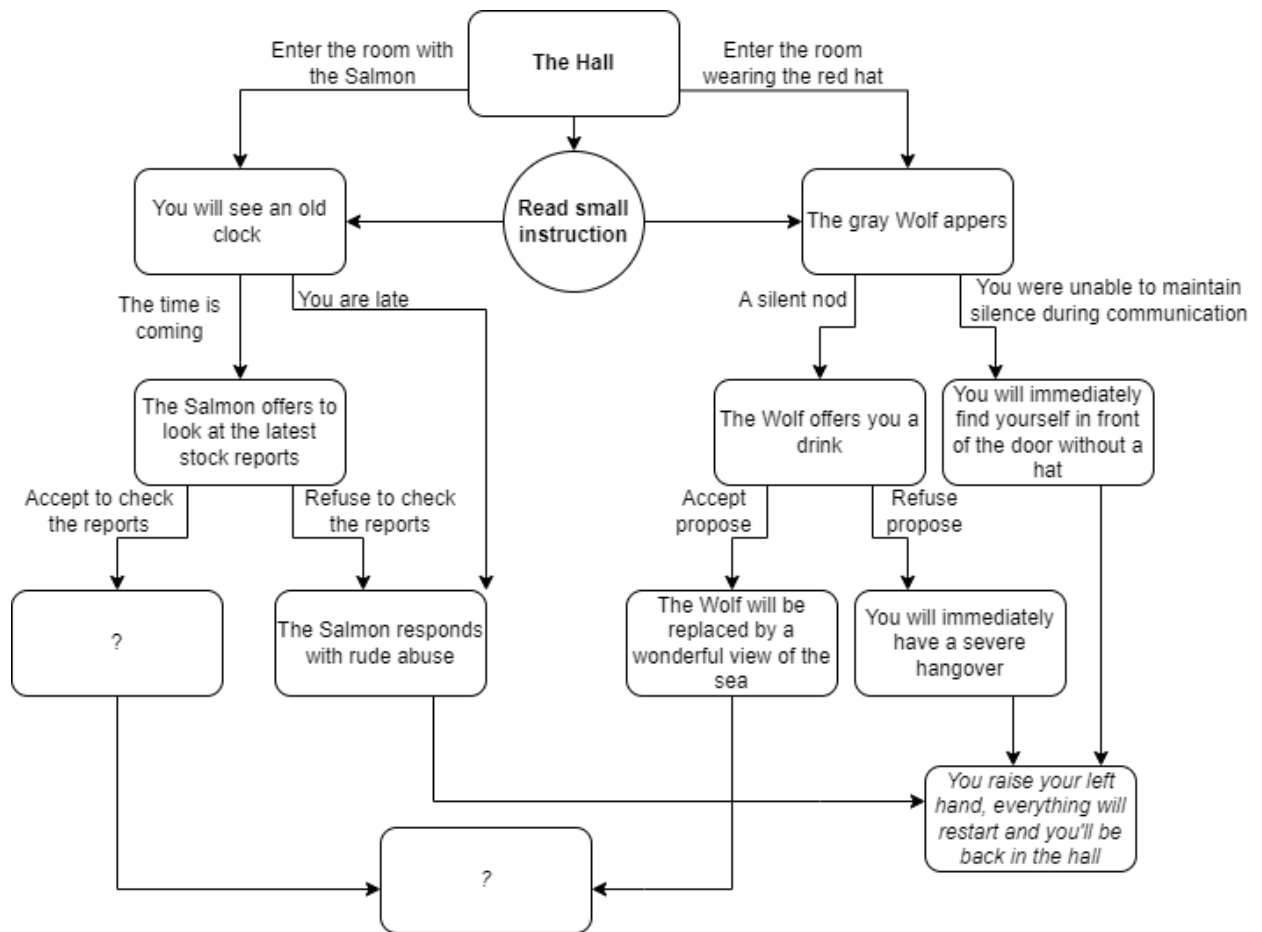 The Hall
Enter the room with
the Salmon
Enter the room
wearing the red hat
You will see an old
clock
Read small
instruction
The gray Wolf appers
The time is
coming
You are late
A silent nod
You were unable to maintain
silence during communication
The Salmon offers to
look at the latest
stock reports
The Wolf offers you a
drink
You will immediately
find yourself in front
of the door without a
hat
Accept to check
the reports
Refuse to check
the reports
Accept
propose
Refuse
propose
?
The Salmon responds
with rude abuse
The Wolf will be
replaced by a
wonderful view of the
sea
You will immediately
have a severe
hangover
You raise your left
hand, everything will
restart and you'll be
back in the hall
?